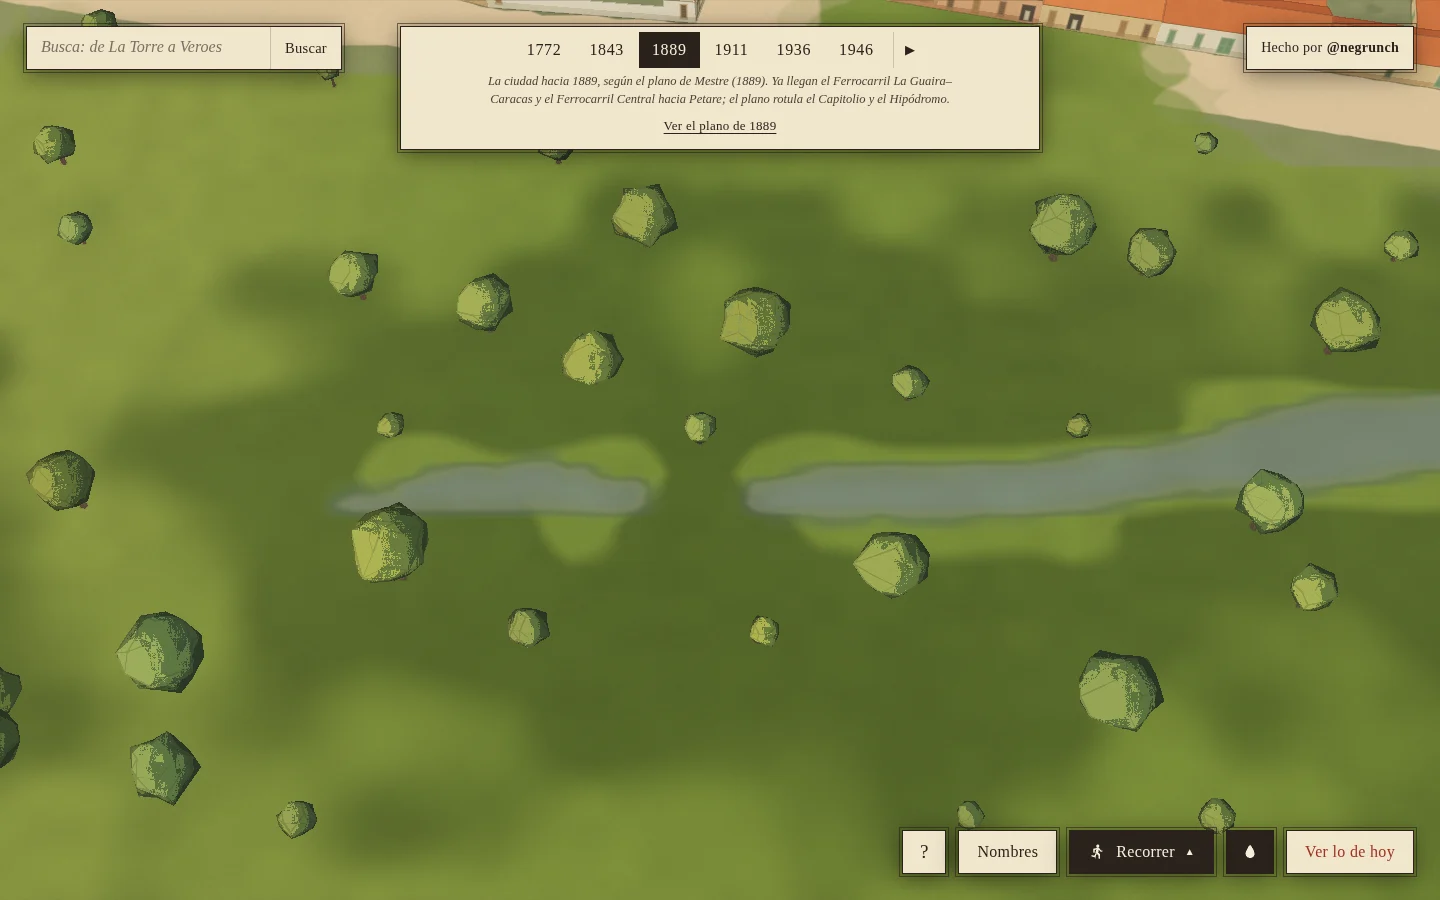 Busca: de La Torre a Veroes
Buscar
1772 1843 1889 1911 1936 1946 ▶
La ciudad hacia 1889, según el plano de Mestre (1889). Ya llegan el Ferrocarril La Guaira–
Caracas y el Ferrocarril Central hacia Petare; el plano rotula el Capitolio y el Hipódromo.
Ver el plano de 1889
Hecho por @negrunch
?
Nombres
Recorrer ▲
Ver lo de hoy